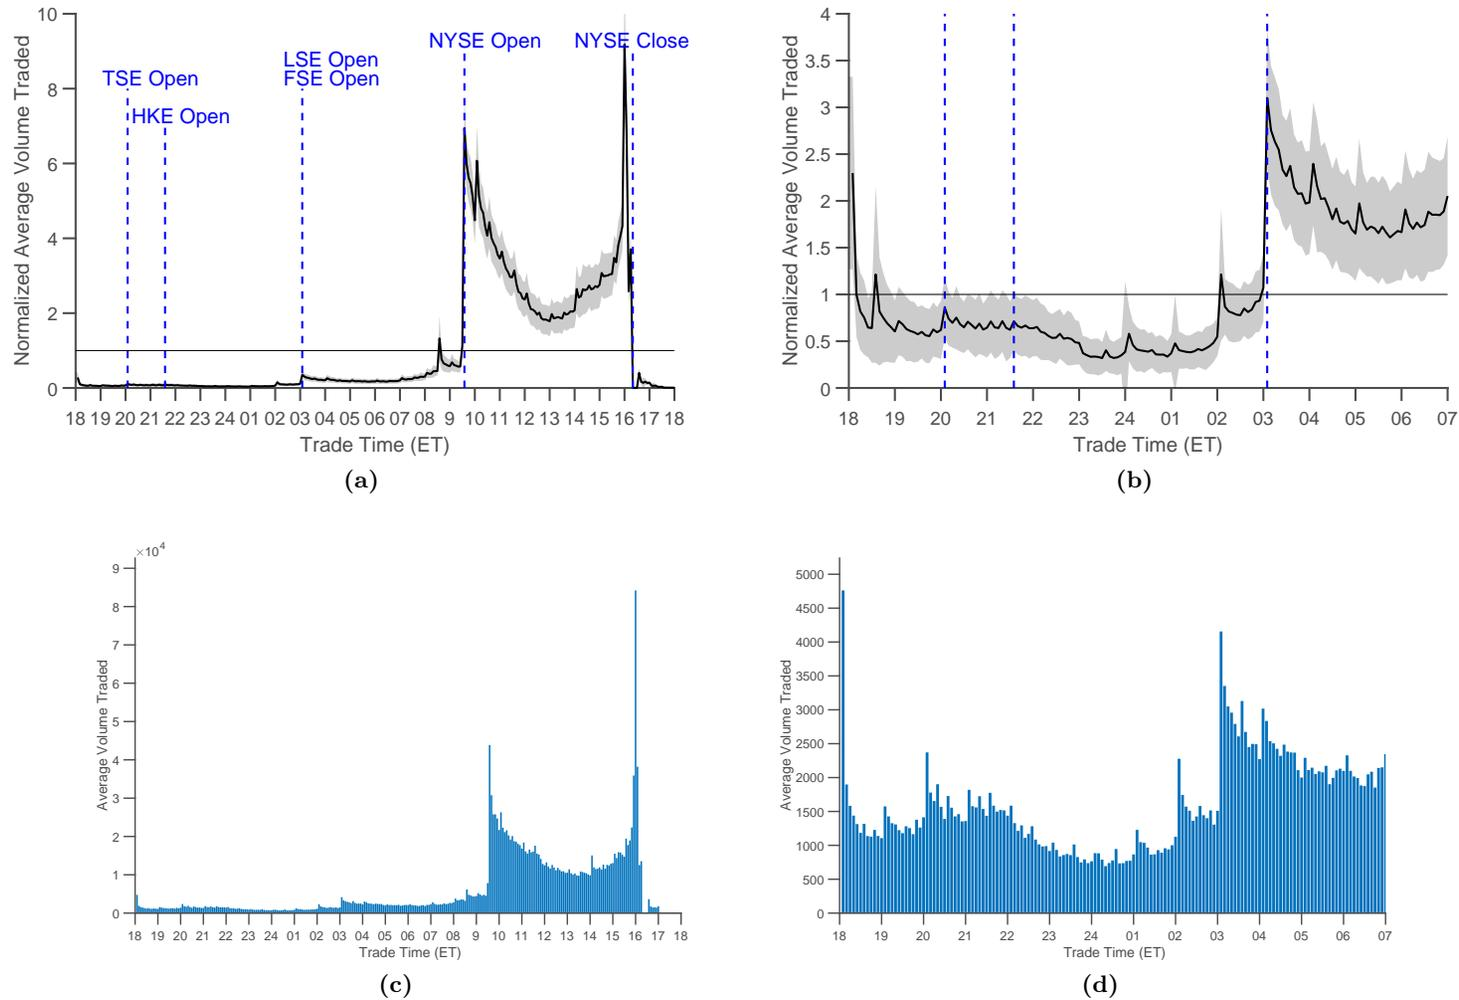 Normalized Average Volume Traded
10
8
6
4
2
0
TSE Open
HKE Open
LSE Open
FSE Open
NYSE Open
NYSE Close
18 19 20 21 22 23 24 01 02 03 04 05 06 07 08 9 10 11 12 13 14 15 16 17 18
Trade Time (ET)
(a)
Normalized Average Volume Traded
4
3.5
3
2.5
2
1.5
1
0.5
0
18 19 20 21 22 23 24 01 02 03 04 05 06 07
Trade Time (ET)
(b)
×10⁴
Average Volume Traded
9
8
7
6
5
4
3
2
1
0
18 19 20 21 22 23 24 01 02 03 04 05 06 07 08 9 10 11 12 13 14 15 16 17 18
Trade Time (ET)
(c)
Average Volume Traded
5000
4500
4000
3500
3000
2500
2000
1500
1000
500
0
18 19 20 21 22 23 24 01 02 03 04 05 06 07
Trade Time (ET)
(d)